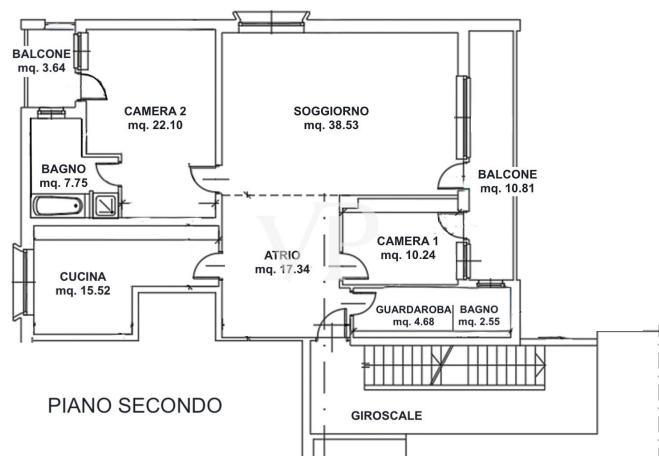 BALCONE
mq. 3.64
CAMERA 2
mq. 22.10
SOGGIORNO
mq. 38.53
BAGNO
mq. 7.75
BALCONE
mq. 10.81
VP
ATRIO
mq. 17.34
CAMERA 1
mq. 10.24
CUCINA
mq. 15.52
GUARDAROBA
mq. 4.68
BAGNO
mq. 2.55
PIANO SECONDO
GIROSCALE